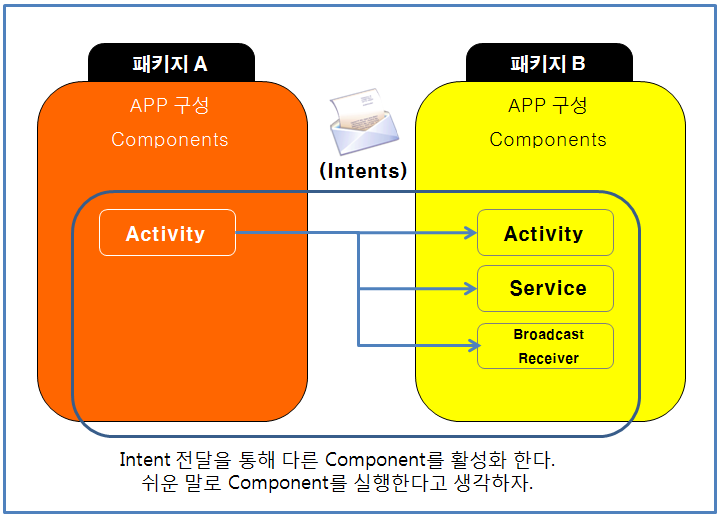 패키지 A
패키지 B
APP 구성
Components
APP 구성
Components
(Intents)
Activity
Activity
Service
Broadcast
Receiver
Intent 전달을 통해 다른 Component를 활성화 한다.
쉬운 말로 Component를 실행한다고 생각하자.